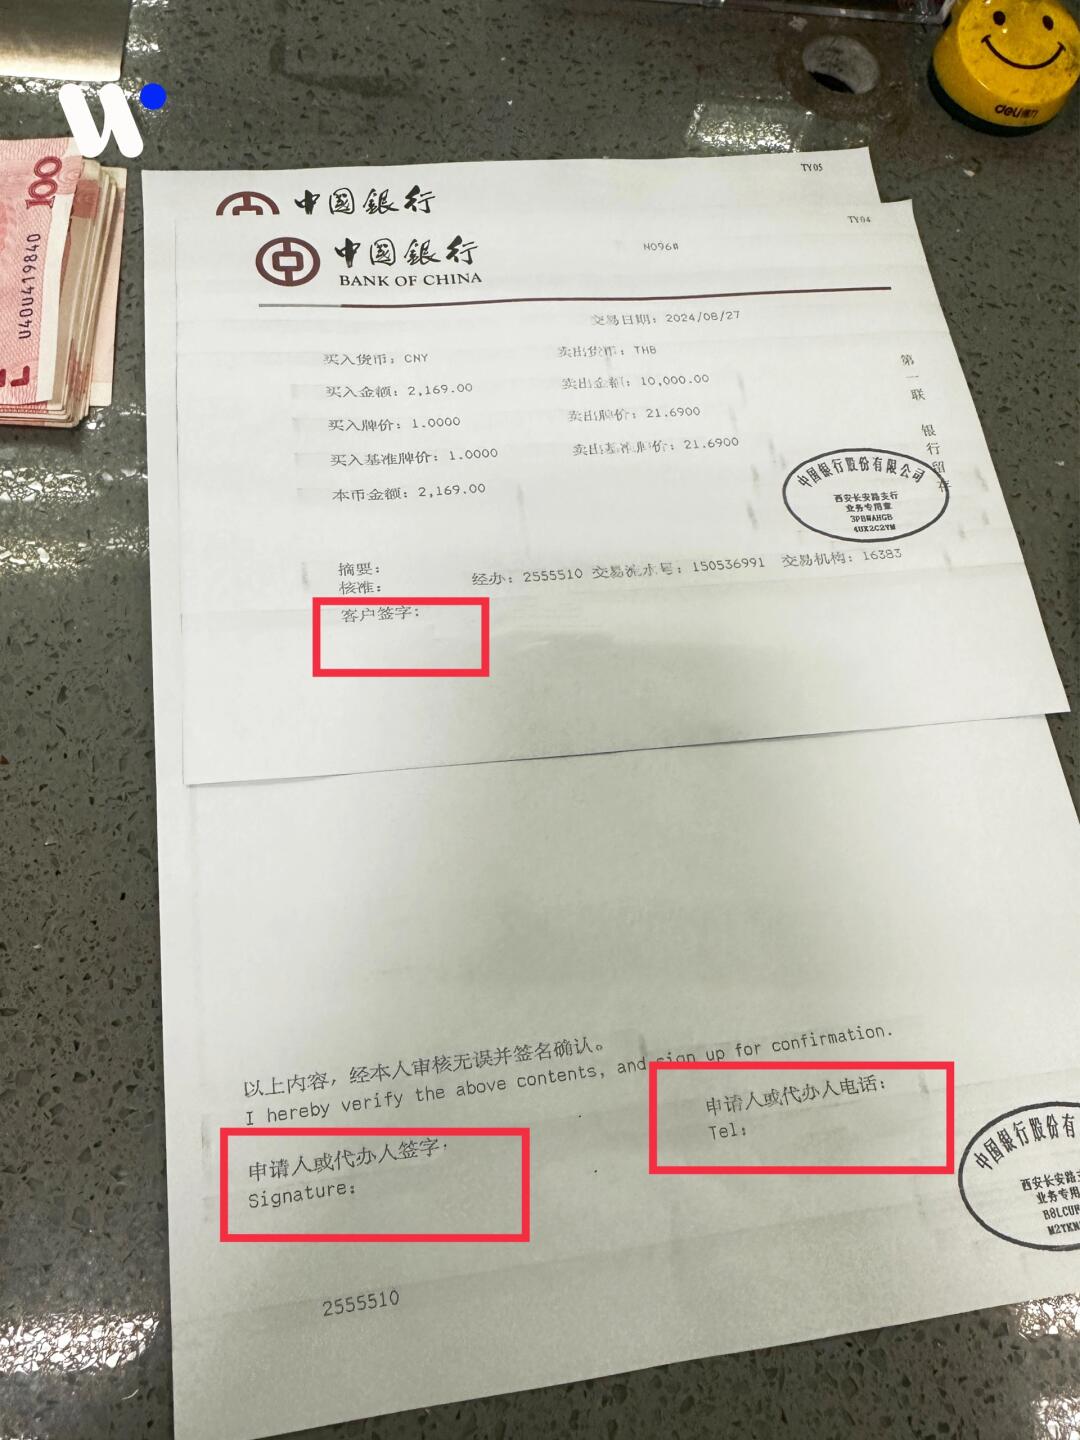 100
U40U419840
deli 得力
TY05
中国銀行
TY04
中国銀行
BANK OF CHINA
N096#
交易日期：2024/08/27
买入货币：CNY
卖出货币：THB
买入金额：2,169.00
卖出金额：10,000.00
买入牌价：1.0000
卖出牌价：21.6900
买入基准牌价：1.0000
卖出基准牌价：21.6900
本币金额：2,169.00
第一联 银行留存
中国银行股份有限公司
西安长安路支行
业务专用章
3PBWAHGB
4UX2C2YM
摘要：
核准：
经办：2555510 交易流水号：150536991 交易机构：16383
客户签字：
以上内容，经本人审核无误并签名确认。
I hereby verify the above contents, and sign up for confirmation.
申请人或代办人签字：
Signature:
申请人或代办人电话：
Tel:
中国银行股份有
西安长安路支
业务专用
B8LCUF
M2YKN
2555510